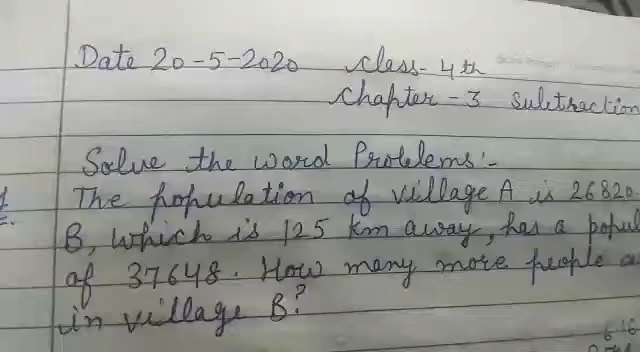 Date 20-5-2020 Class- 4th
Chapter - 3 Subtraction
Solve the word Problems:-
The population of village A is 26820
B, which is 125 km away, has a popul
of 37648. How many more people a
in village B?